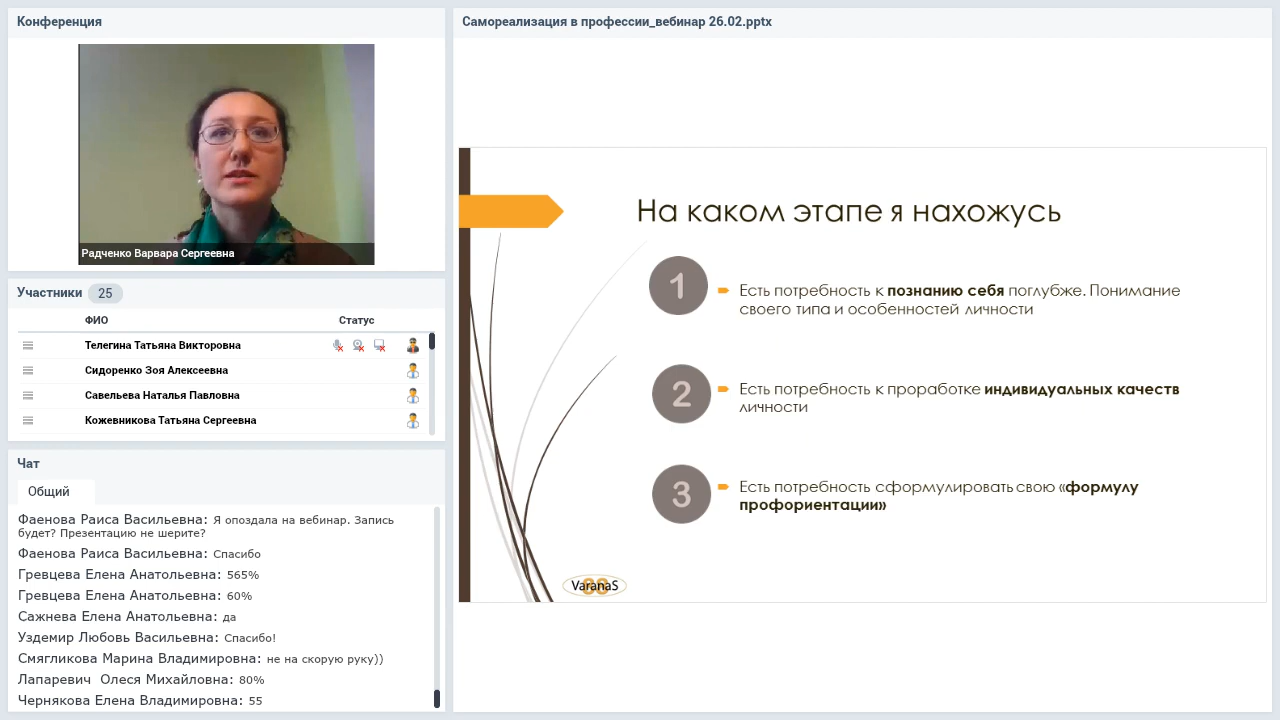 Конференция
Радченко Варвара Сергеевна
Участники 25
ФИО Статус
Телегина Татьяна Викторовна
Сидоренко Зоя Алексеевна
Савельева Наталья Павловна
Кожевникова Татьяна Сергеевна
Чат
Общий
Фаенова Раиса Васильевна: Я опоздала на вебинар. Запись
будет? Презентацию не шерите?
Фаенова Раиса Васильевна: Спасибо
Гревцева Елена Анатольевна: 565%
Гревцева Елена Анатольевна: 60%
Сажнева Елена Анатольевна: да
Уздемир Любовь Васильевна: Спасибо!
Смягликова Марина Владимировна: не на скорую руку))
Лапаревич Олеся Михайловна: 80%
Чернякова Елена Владимировна: 55
Самореализация в профессии_вебинар 26.02.pptx
На каком этапе я нахожусь
1
Есть потребность к познанию себя поглубже. Понимание
своего типа и особенностей личности
2
Есть потребность к проработке индивидуальных качеств
личности
3
Есть потребность сформулировать свою «формулу
профориентации»
VaranaS